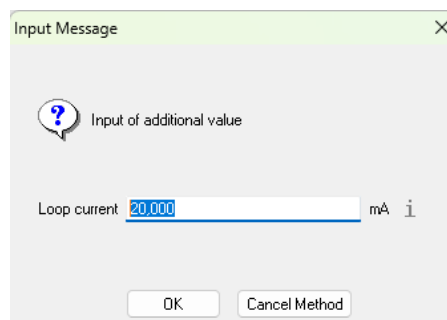 Input Message
Input of additional value
Loop current 20,000 mA i
OK Cancel Method